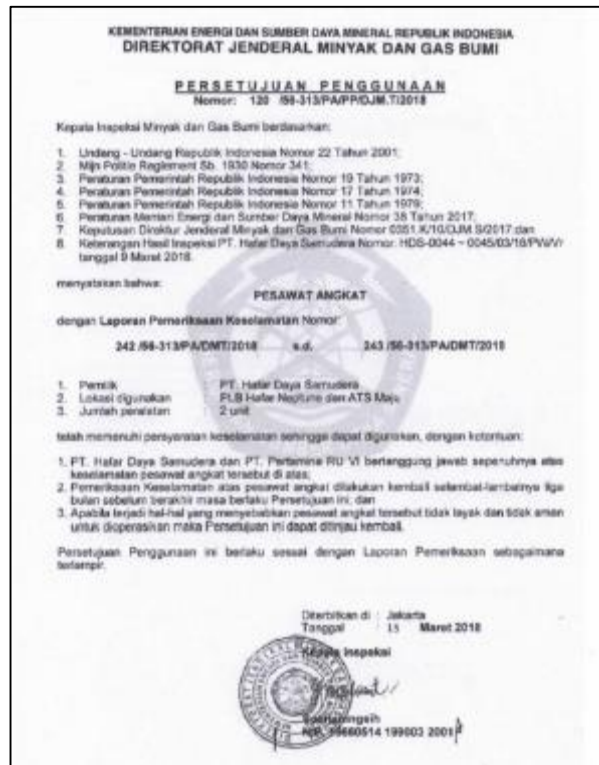 KEMENTERIAN ENERGI DAN SUMBER DAYA MINERAL REPUBLIK INDONESIA
DIREKTORAT JENDERAL MINYAK DAN GAS BUMI
PERSETUJUAN PENGGUNAAN
Nomor: 120 /56-313/PA/PP/DJM.T/2018
Kepala Inspeksi Minyak dan Gas Bumi berdasarkan:
1. Undang - Undang Republik Indonesia Nomor 22 Tahun 2001;
2. Mijn Politie Reglement Sb. 1930 Nomor 341;
3. Peraturan Pemerintah Republik Indonesia Nomor 19 Tahun 1973;
4. Peraturan Pemerintah Republik Indonesia Nomor 17 Tahun 1974;
5. Peraturan Pemerintah Republik Indonesia Nomor 11 Tahun 1979;
6. Peraturan Menteri Energi dan Sumber Daya Mineral Nomor 38 Tahun 2017;
7. Keputusan Direktur Jenderal Minyak dan Gas Bumi Nomor 0351.K/10/DJM.S/2017;dan
8. Keterangan Hasil Inspeksi PT. Hafar Daya Samudera Nomor: HDS-0044 ~ 0045/03/18/PW/Vr
tanggal 9 Maret 2018.
menyatakan bahwa:
PESAWAT ANGKAT
dengan Laporan Pemeriksaan Keselamatan Nomor:
242 /56-313/PA/DMT/2018 s.d. 243 /56-313/PA/DMT/2018
1. Pemilik : PT. Hafar Daya Samudera
2. Lokasi digunakan : PLB Hafar Neptune dan ATS Maju
3. Jumlah peralatan : 2 unit
telah memenuhi persyaratan keselamatan sehingga dapat digunakan, dengan ketentuan:
1. PT. Hafar Daya Samudera dan PT. Pertamina RU VI bertanggung jawab sepenuhnya atas
keselamatan pesawat angkat tersebut di atas;
2. Pemeriksaan Keselamatan atas pesawat angkat dilakukan kembali selambat-lambatnya tiga
bulan sebelum berakhir masa berlaku Persetujuan ini; dan
3. Apabila terjadi hal-hal yang menyebabkan pesawat angkat tersebut tidak layak dan tidak aman
untuk dioperasikan maka Persetujuan ini dapat ditinjau kembali.
Persetujuan Penggunaan ini berlaku sesuai dengan Laporan Pemeriksaan sebagaimana
terlampir.
Diterbitkan di : Jakarta
Tanggal : 15 Maret 2018
Kepala Inspeksi
NIP. 19660514 199003 2001